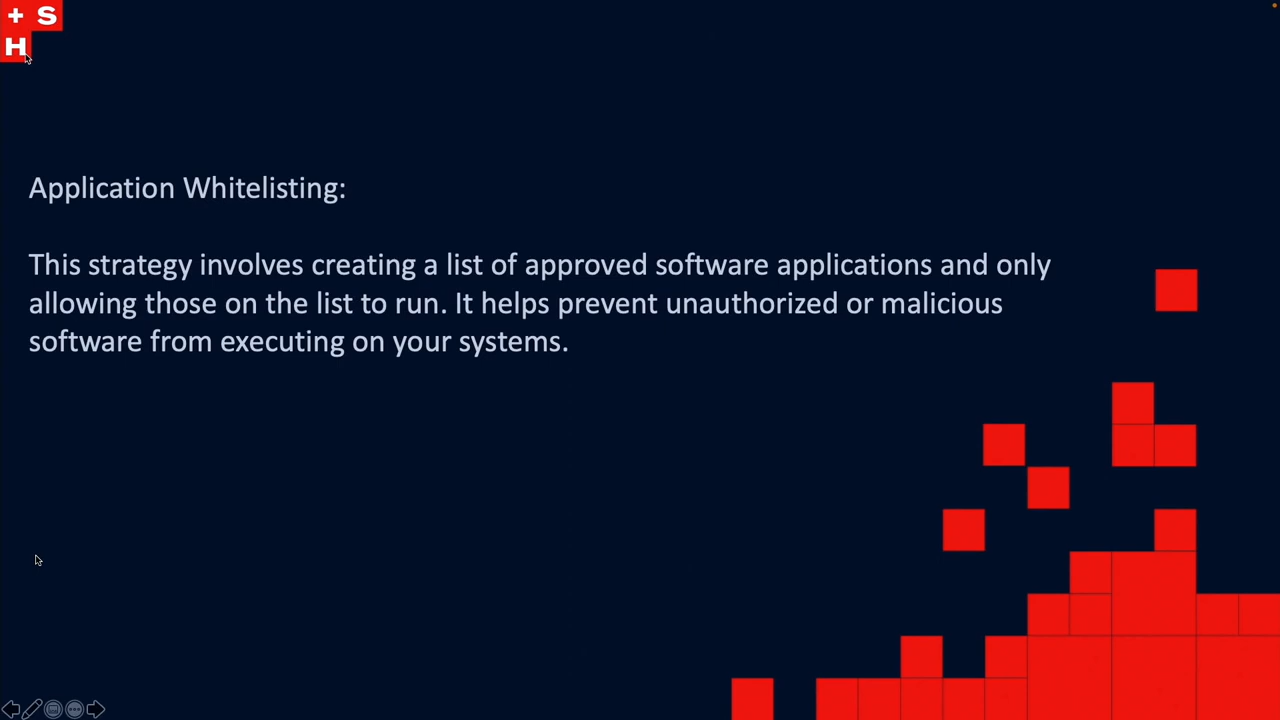 + S
H
Application Whitelisting:
This strategy involves creating a list of approved software applications and only
allowing those on the list to run. It helps prevent unauthorized or malicious
software from executing on your systems.